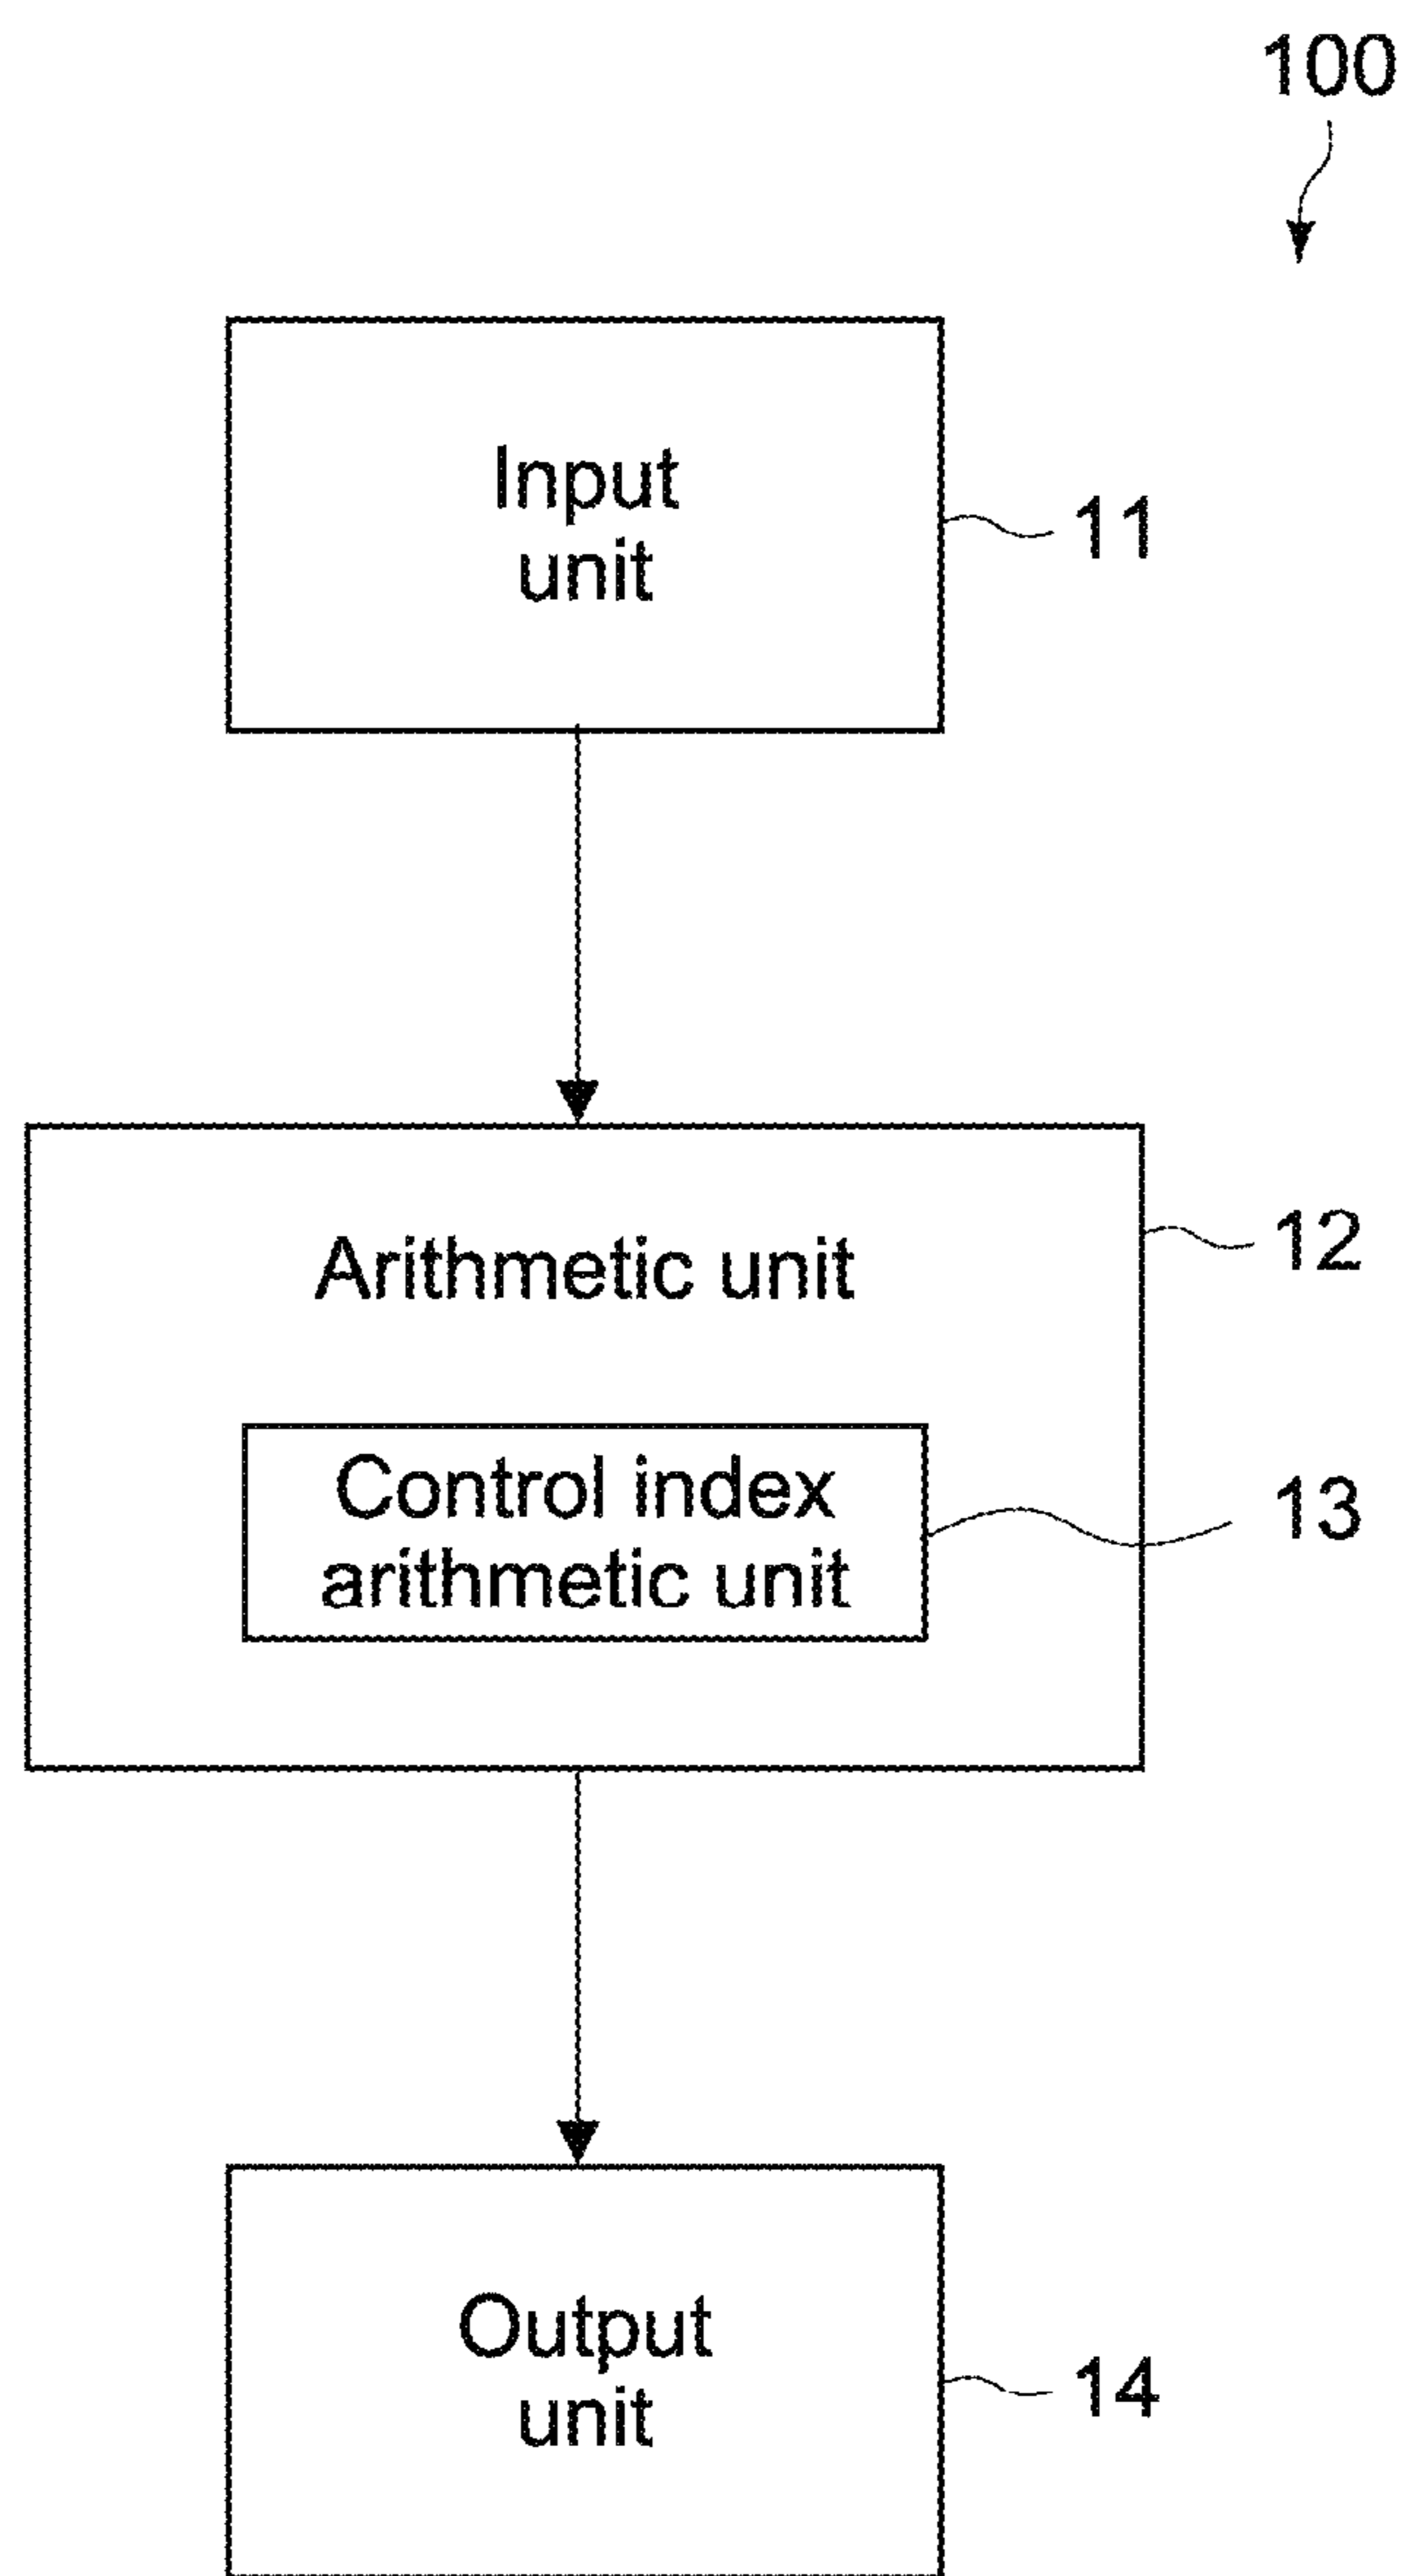 100
Input
unit
11
Arithmetic unit
12
Control index
arithmetic unit
13
Output
unit
14